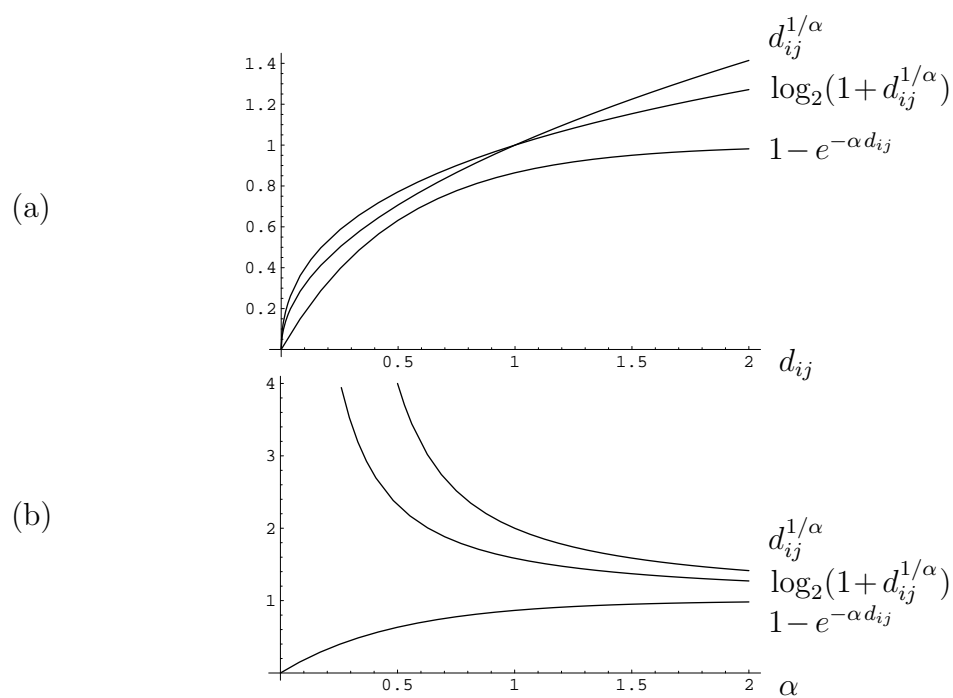 (a)
1.4
1.2
1
0.8
0.6
0.4
0.2
0.5 1 1.5 2
d_{ij}
d_{ij}^{1/α}
log₂(1+d_{ij}^{1/α})
1−e^{−α d_{ij}}
(b)
4
3
2
1
0.5 1 1.5 2
α
d_{ij}^{1/α}
log₂(1+d_{ij}^{1/α})
1−e^{−α d_{ij}}